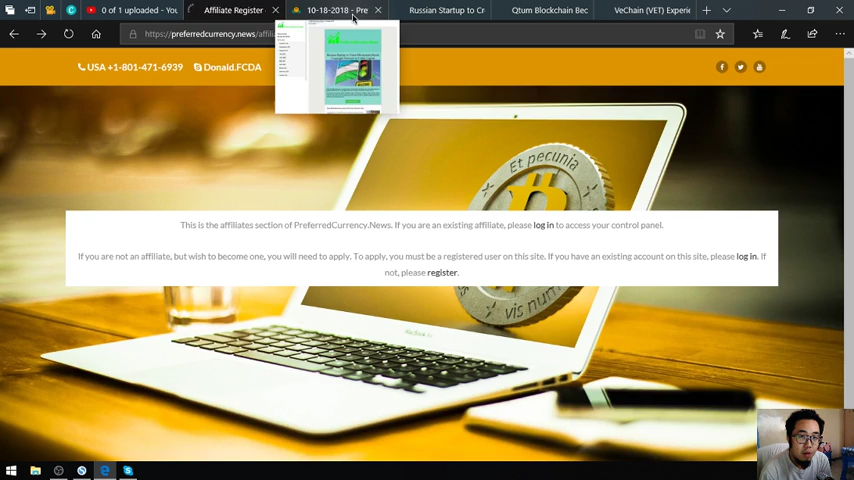 0 of 1 uploaded - You
Affiliate Register
10-18-2018 - Pre
Russian Startup to Cr
Qtum Blockchain Bec
VeChain (VET) Experi
https://preferredcurrency.news/affilia
USA +1-801-471-6939
Donald.FCDA
Et pecunia
This is the affiliates section of PreferredCurrency.News. If you are an existing affiliate, please log in to access your control panel.
If you are not an affiliate, but wish to become one, you will need to apply. To apply, you must be a registered user on this site. If you have an existing account on this site, please log in. If
not, please register.
vis
MacBook Air